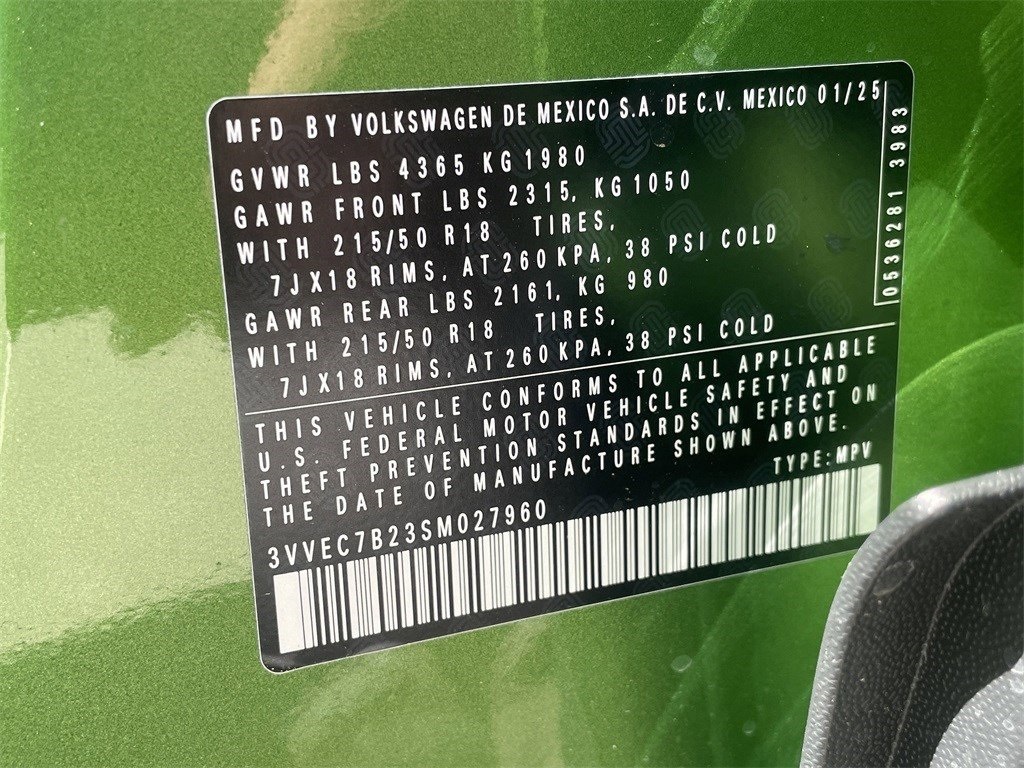 MFD BY VOLKSWAGEN DE MEXICO S.A. DE C.V. MEXICO 01/25
GVWR LBS 4365 KG 1980
GAWR FRONT LBS 2315, KG 1050
WITH 215/50 R18 TIRES,
7JX18 RIMS, AT 260 KPA, 38 PSI COLD
GAWR REAR LBS 2161, KG 980
WITH 215/50 R18 TIRES,
7JX18 RIMS, AT 260 KPA, 38 PSI COLD
0536281 3983
THIS VEHICLE CONFORMS TO ALL APPLICABLE
U.S. FEDERAL MOTOR VEHICLE SAFETY AND
THEFT PREVENTION STANDARDS IN EFFECT ON
THE DATE OF MANUFACTURE SHOWN ABOVE.
TYPE: MPV
3VVEC7B23SM027960